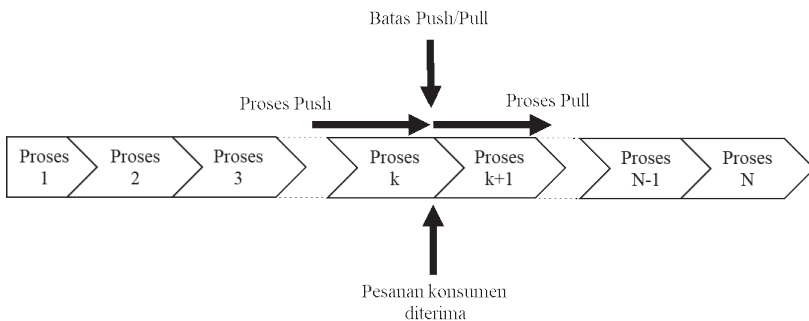 Batas Push/Pull
Proses Push
Proses Pull
Proses
1
Proses
2
Proses
3
Proses
k
Proses
k+1
Proses
N-1
Proses
N
Pesanan konsumen
diterima